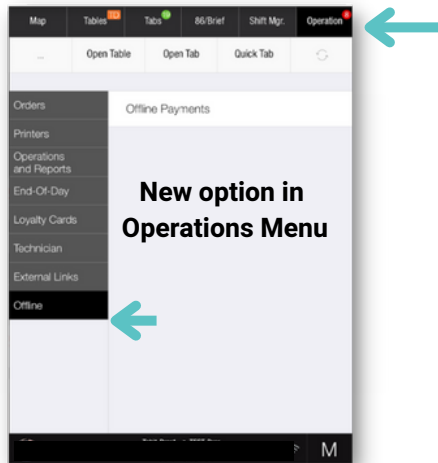 Map Tables 10 Tabs 86/Brief Shift Mgr. Operation
... Open Table Open Tab Quick Tab
Orders
Offline Payments
Printers
Operations
and Reports
End-Of-Day
Loyalty Cards
Technician
External Links
Offline
New option in
Operations Menu
M